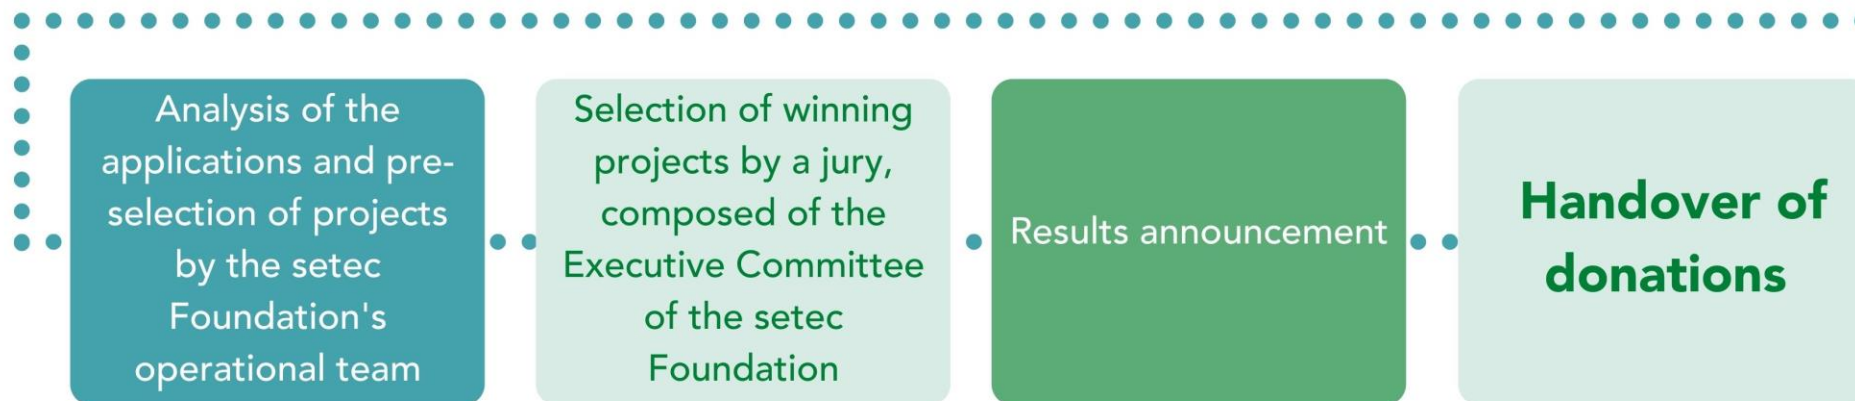 Analysis of the
applications and pre-
selection of projects
by the setec
Foundation's
operational team
Selection of winning
projects by a jury,
composed of the
Executive Committee
of the setec
Foundation
Results announcement
Handover of
donations